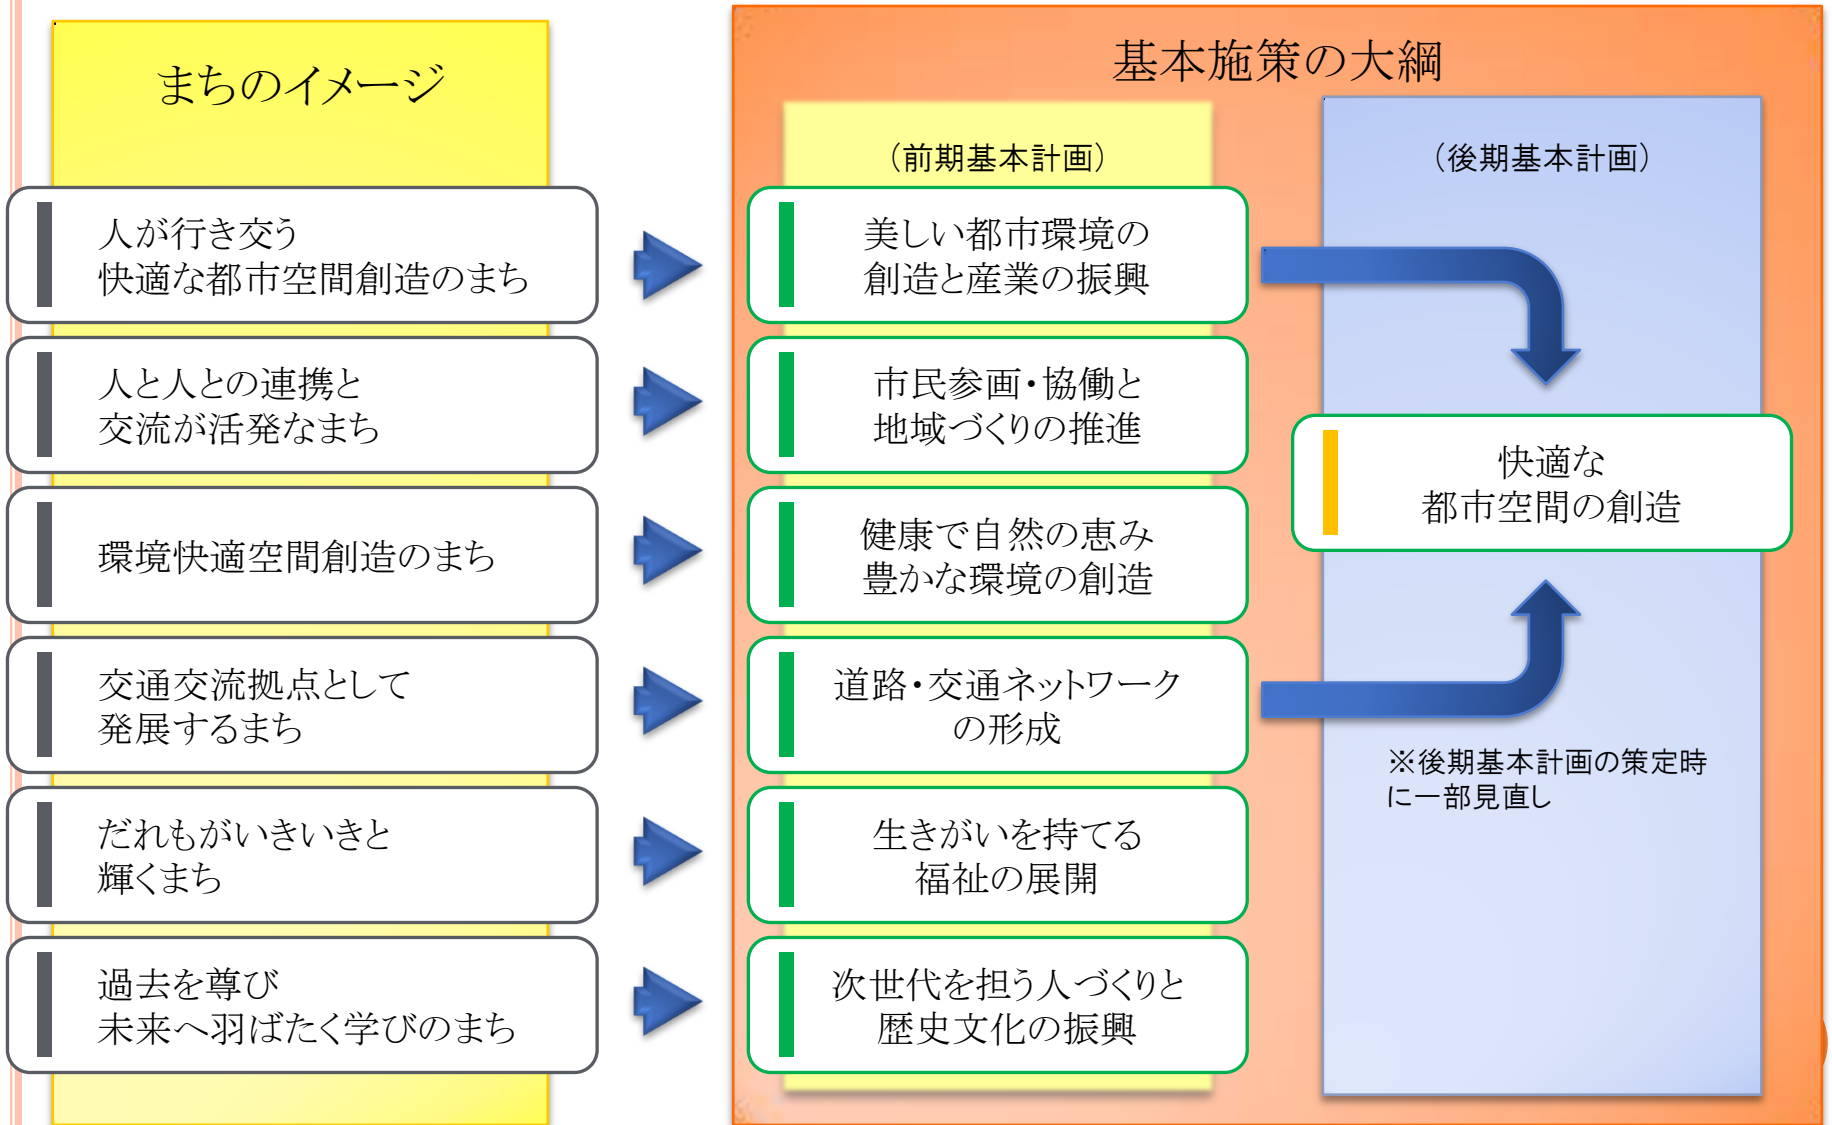 まちのイメージ
人が行き交う
快適な都市空間創造のまち
人と人との連携と
交流が活発なまち
環境快適空間創造のまち
交通交流拠点として
発展するまち
だれもがいきいきと
輝くまち
過去を尊び
未来へ羽ばたく学びのまち
基本施策の大綱
（前期基本計画）
美しい都市環境の
創造と産業の振興
市民参画・協働と
地域づくりの推進
健康で自然の恵み
豊かな環境の創造
道路・交通ネットワーク
の形成
生きがいを持てる
福祉の展開
次世代を担う人づくりと
歴史文化の振興
（後期基本計画）
快適な
都市空間の創造
※後期基本計画の策定時
に一部見直し